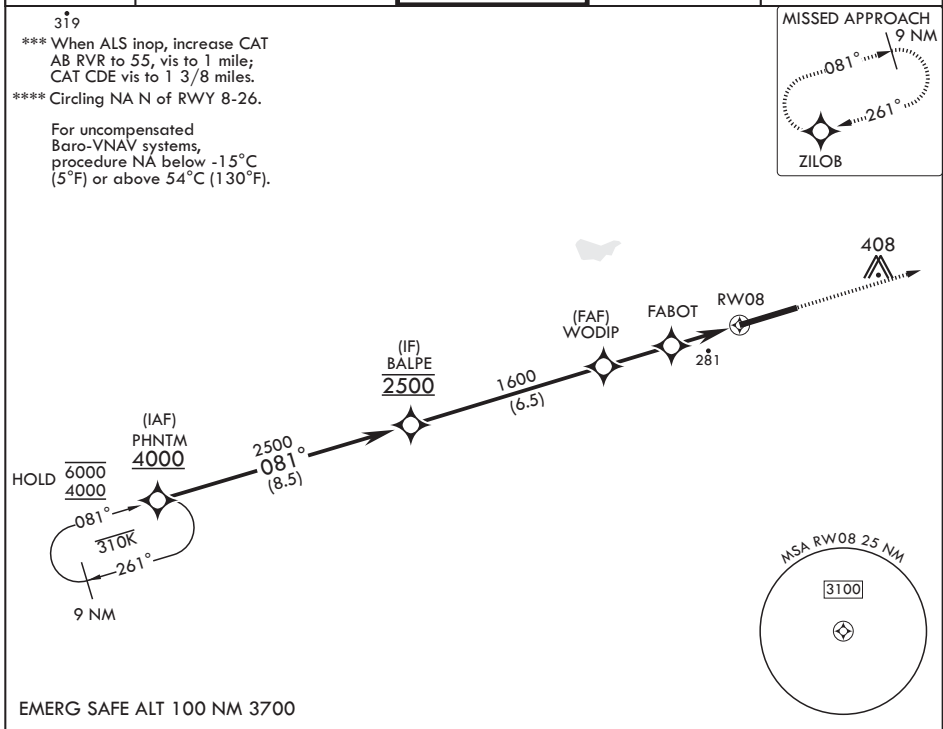 319
*** When ALS inop, increase CAT
AB RVR to 55, vis to 1 mile;
CAT CDE vis to 1 3/8 miles.
**** Circling NA N of RWY 8-26.
For uncompensated
Baro-VNAV systems,
procedure NA below -15°C
(5°F) or above 54°C (130°F).
MISSED APPROACH
9 NM
081°
261°
ZILOB
408
RW08
FABOT
(FAF)
WODIP
281
(IF)
BALPE
2500
1600
(6.5)
(IAF)
PHNTM
4000
2500
081°
(8.5)
HOLD
6000
4000
081°
310K
261°
9 NM
MSA RW08 25 NM
3100
EMERG SAFE ALT 100 NM 3700